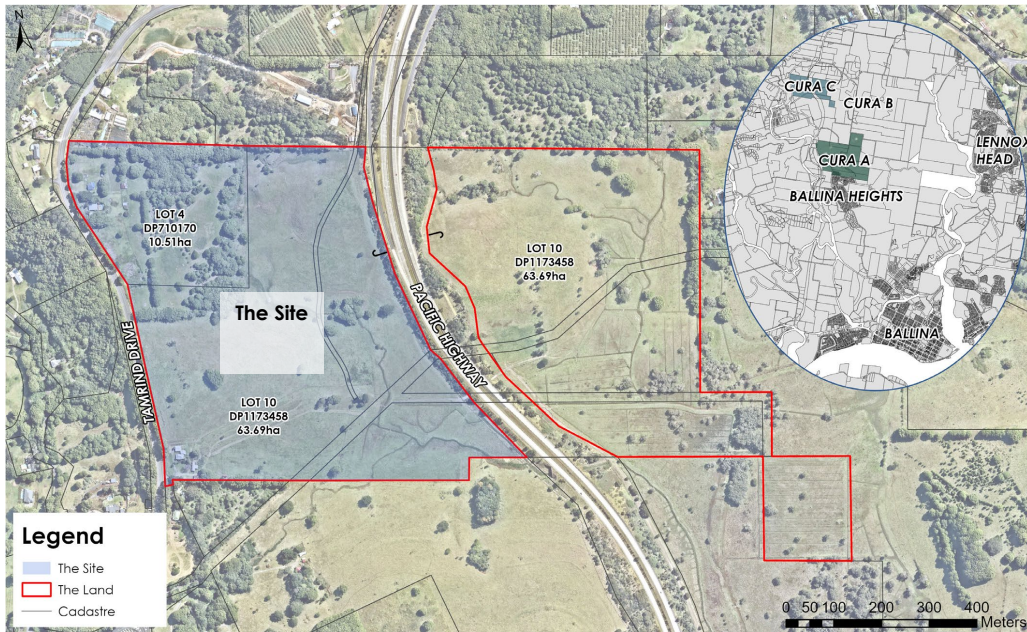 N
LOT 4
DP710170
10.51ha
The Site
LOT 10
DP1173458
63.69ha
LOT 10
DP1173458
63.69ha
TAMRIND DRIVE
PACIFIC HIGHWAY
CURA C
CURA B
CURA A
LENNOX
HEAD
BALLINA HEIGHTS
BALLINA
Legend
The Site
The Land
Cadastre
0 50 100 200 300 400
Meters